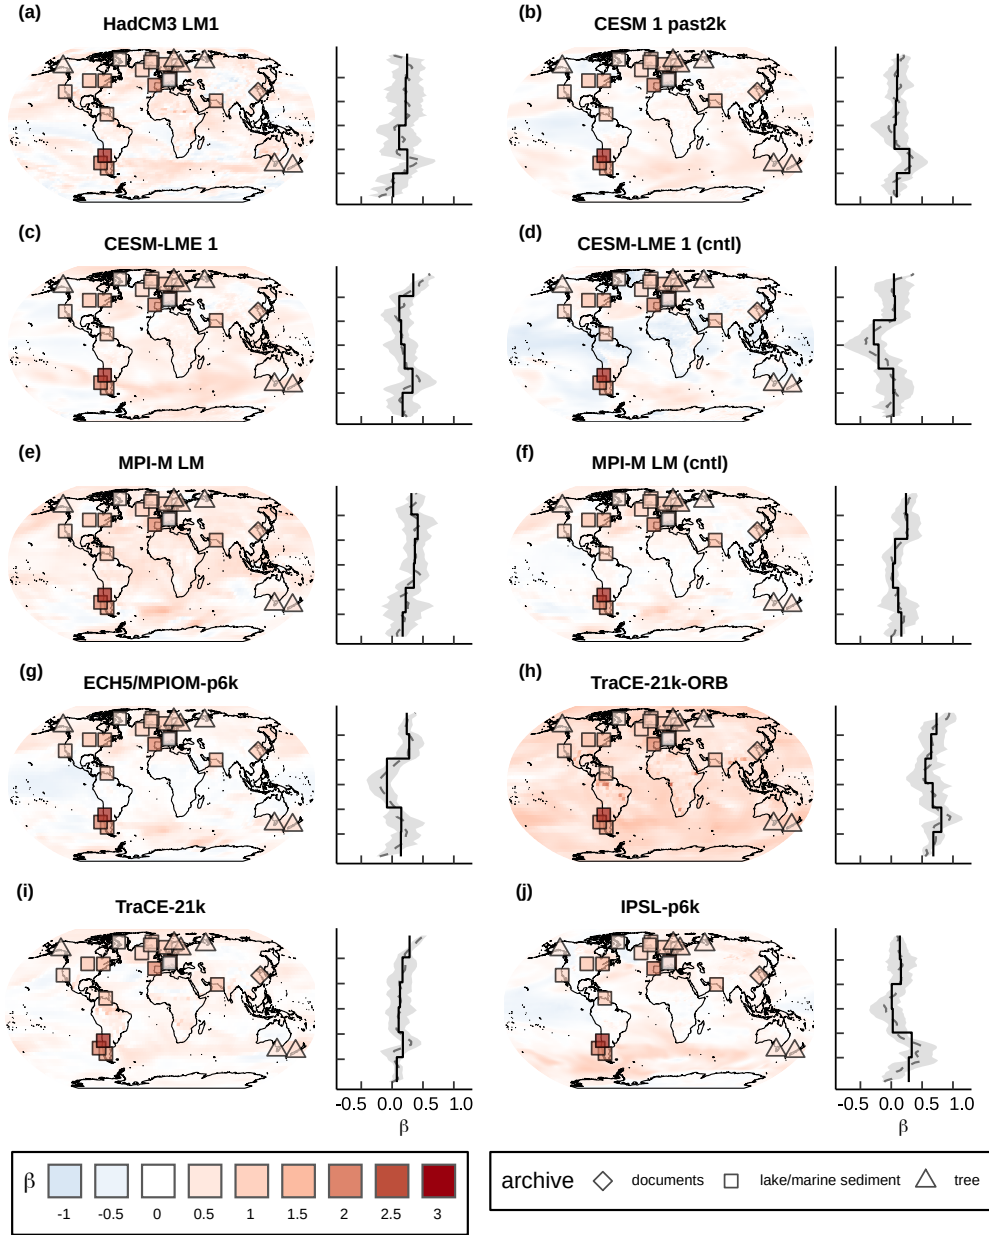 (a)
HadCM3 LM1
(b)
CESM 1 past2k
(c)
CESM-LME 1
(d)
CESM-LME 1 (cntl)
(e)
MPI-M LM
(f)
MPI-M LM (cntl)
(g)
ECH5/MPIOM-p6k
(h)
TraCE-21k-ORB
(i)
TraCE-21k
(j)
IPSL-p6k
-0.5 0.0 0.5 1.0
β
-0.5 0.0 0.5 1.0
β
β
-1 -0.5 0 0.5 1 1.5 2 2.5 3
archive documents lake/marine sediment tree